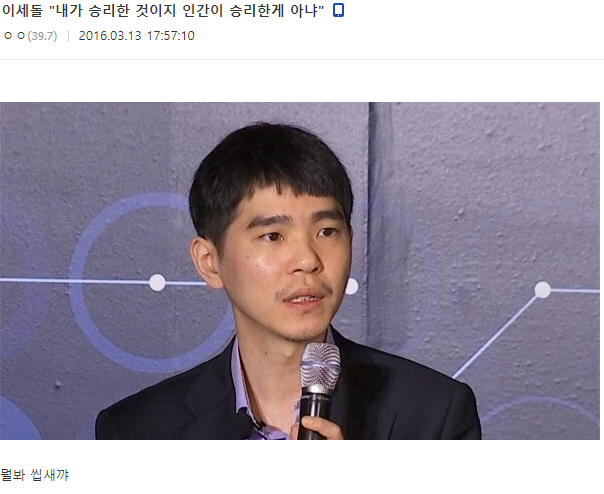 이세돌 "내가 승리한 것이지 인간이 승리한게 아냐"
ㅇㅇ(39.7) 2016.03.13 17:57:10
뭘봐 씹새꺄